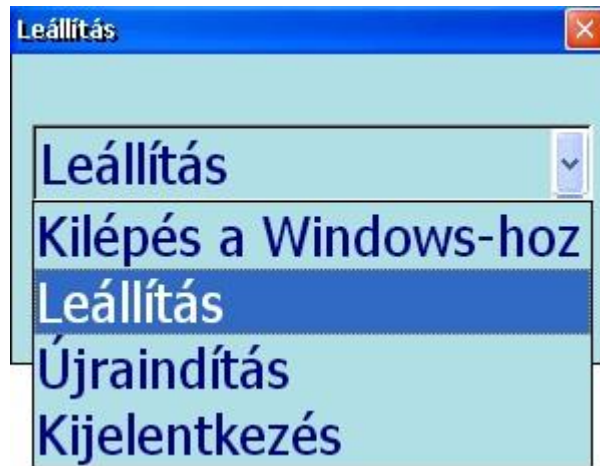 Leállítás
Leállítás
Kilépés a Windows-hoz
Leállítás
Újraindítás
Kijelentkezés